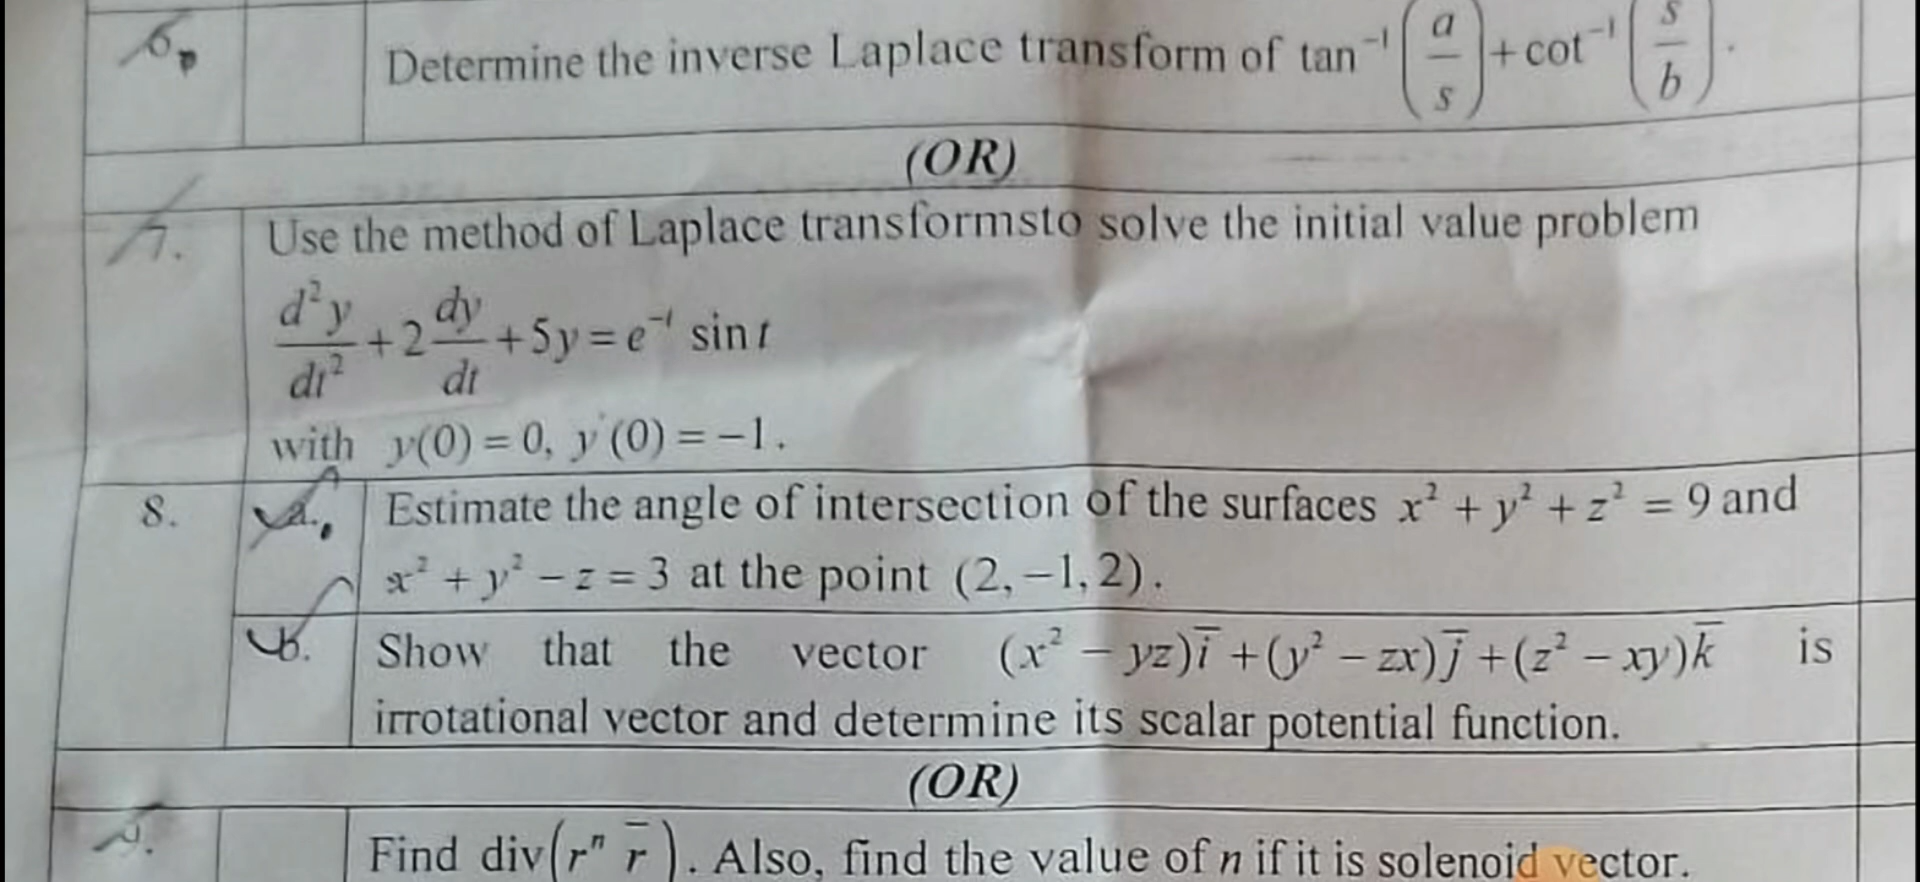 6. Determine the inverse Laplace transform of tan⁻¹(a/s) + cot⁻¹(s/b).
(OR)
7. Use the method of Laplace transformsto solve the initial value problem
d²y/dt² + 2 dy/dt + 5y = e⁻ᵗ sin t
with y(0) = 0, y'(0) = −1.
8. a. Estimate the angle of intersection of the surfaces x² + y² + z² = 9 and
x² + y² − z = 3 at the point (2, −1, 2).
b. Show that the vector (x² − yz)i̅ + (y² − zx)j̅ + (z² − xy)k̅ is
irrotational vector and determine its scalar potential function.
(OR)
Find div(rⁿ r̅). Also, find the value of n if it is solenoid vector.